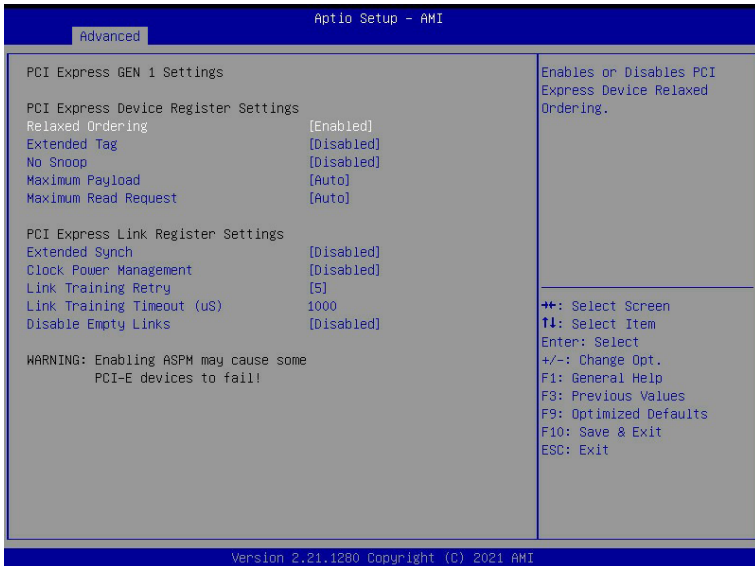 Aptio Setup – AMI
Advanced
PCI Express GEN 1 Settings
PCI Express Device Register Settings
Relaxed Ordering [Enabled]
Extended Tag [Disabled]
No Snoop [Disabled]
Maximum Payload [Auto]
Maximum Read Request [Auto]
PCI Express Link Register Settings
Extended Synch [Disabled]
Clock Power Management [Disabled]
Link Training Retry [5]
Link Training Timeout (uS) 1000
Disable Empty Links [Disabled]
WARNING: Enabling ASPM may cause some
PCI-E devices to fail!
Enables or Disables PCI
Express Device Relaxed
Ordering.
→←: Select Screen
↑↓: Select Item
Enter: Select
+/-: Change Opt.
F1: General Help
F3: Previous Values
F9: Optimized Defaults
F10: Save & Exit
ESC: Exit
Version 2.21.1280 Copyright (C) 2021 AMI